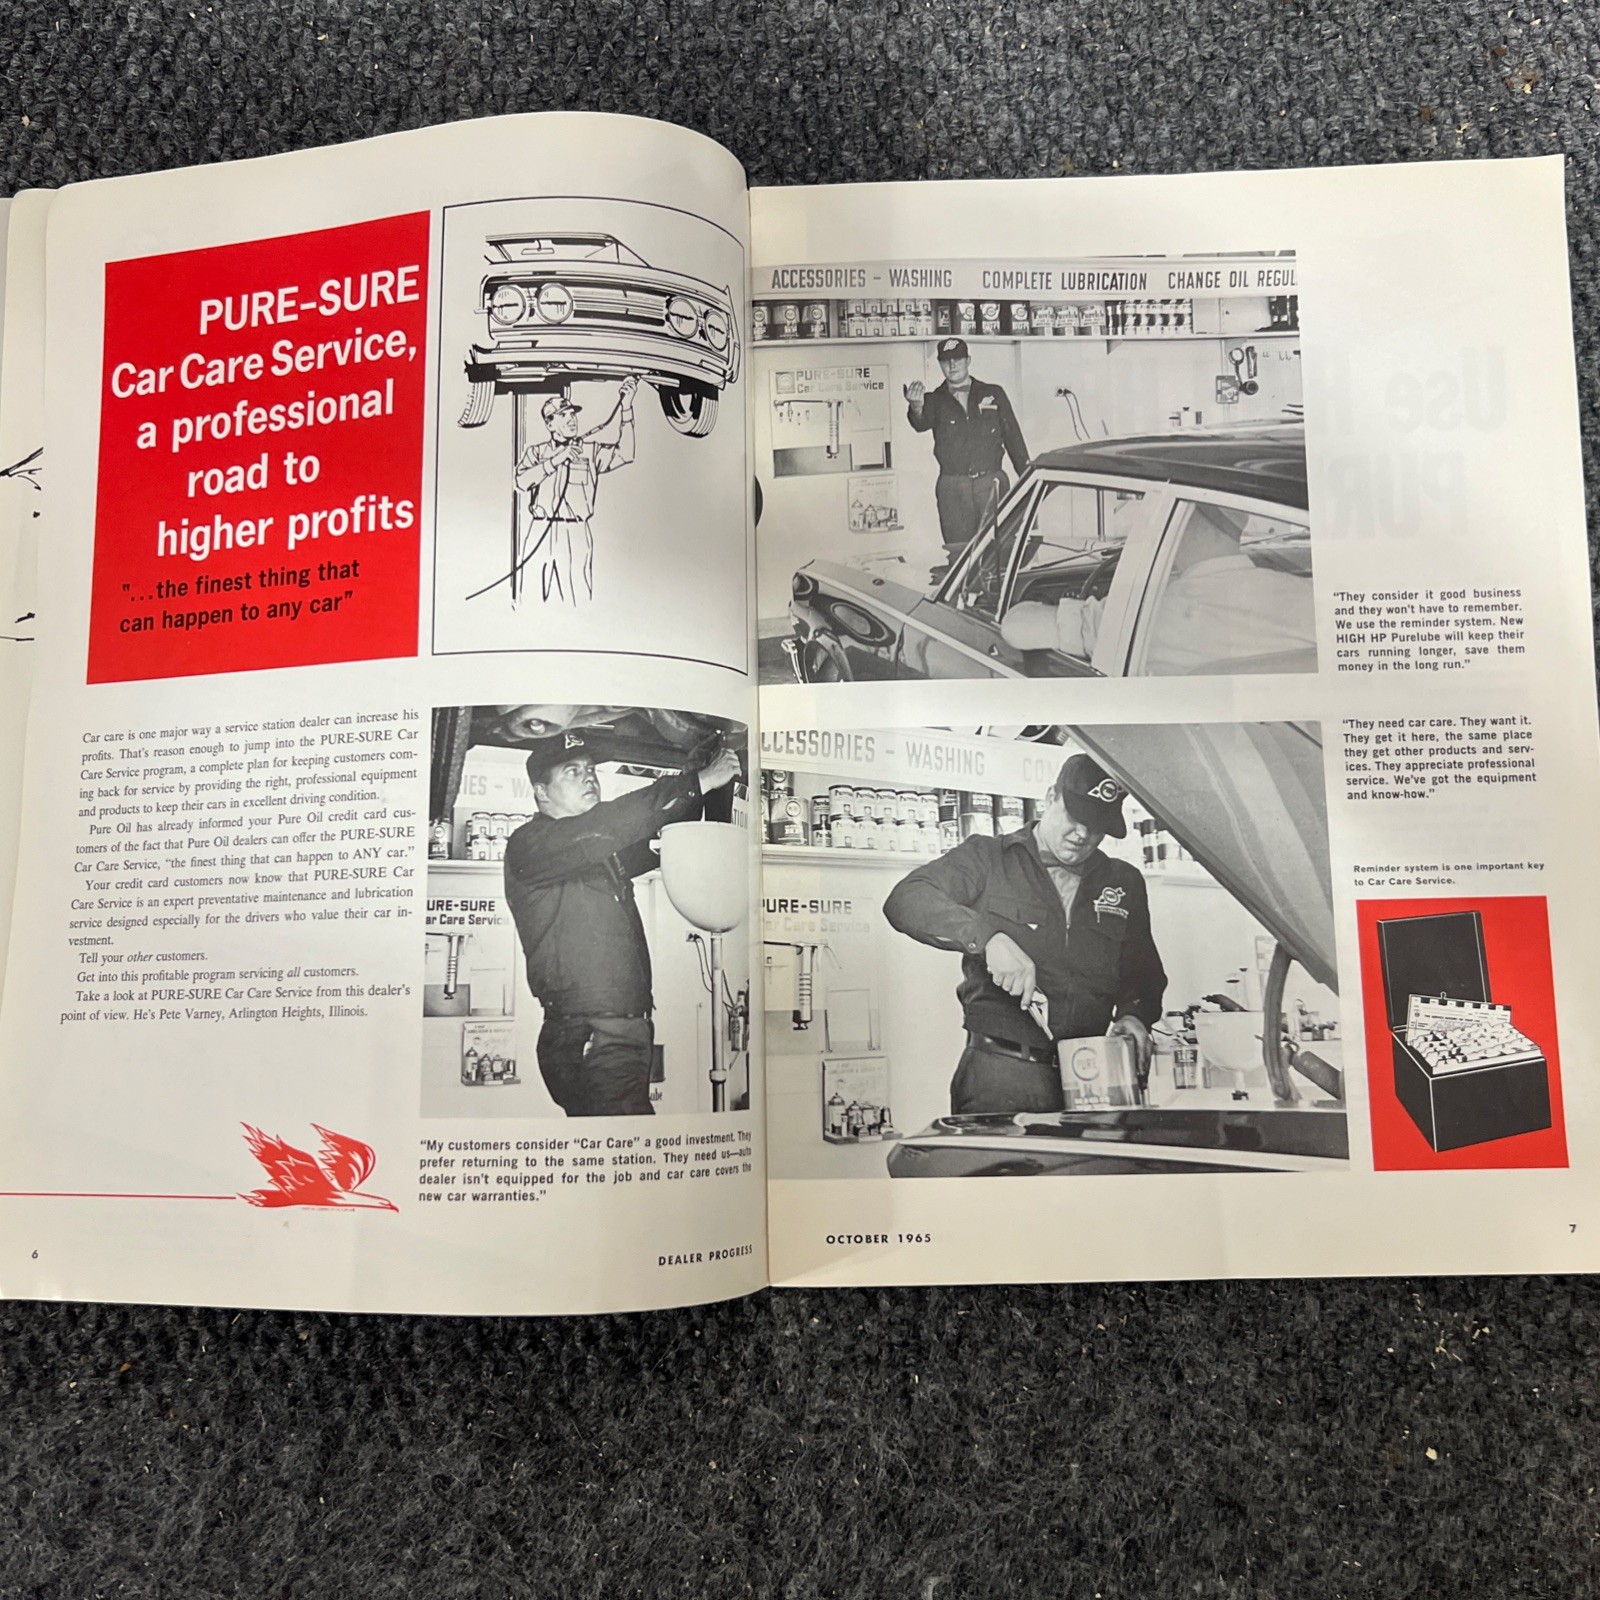 PURE-SURE
Car Care Service,
a professional
road to
higher profits
"...the finest thing that
can happen to any car"
Car care is one major way a service station dealer can increase his
profits. That's reason enough to jump into the PURE-SURE Car
Care Service program, a complete plan for keeping customers com-
ing back for service by providing the right, professional equipment
and products to keep their cars in excellent driving condition.
Pure Oil has already informed your Pure Oil credit card cus-
tomers of the fact that Pure Oil dealers can offer the PURE-SURE
Car Care Service, "the finest thing that can happen to ANY car."
Your credit card customers now know that PURE-SURE Car
Care Service is an expert preventative maintenance and lubrication
service designed especially for the drivers who value their car in-
vestment.
Tell your other customers.
Get into this profitable program servicing all customers.
Take a look at PURE-SURE Car Care Service from this dealer's
point of view. He's Pete Varney, Arlington Heights, Illinois.
IES - WA
URE-SURE
ar Care Service
"My customers consider "Car Care" a good investment. They
prefer returning to the same station. They need us—auto
dealer isn't equipped for the job and car care covers the
new car warranties."
6
DEALER PROGRESS
ACCESSORIES - WASHING COMPLETE LUBRICATION CHANGE OIL REGUL
PURE-SURE
Car Care Service
"They consider it good business
and they won't have to remember.
We use the reminder system. New
HIGH HP Purelube will keep their
cars running longer, save them
money in the long run."
CCESSORIES - WASHING COM
PURE-SURE
Car Care Service
PURE
"They need car care. They want it.
They get it here, the same place
they get other products and serv-
ices. They appreciate professional
service. We've got the equipment
and know-how."
Reminder system is one important key
to Car Care Service.
OCTOBER 1965
7